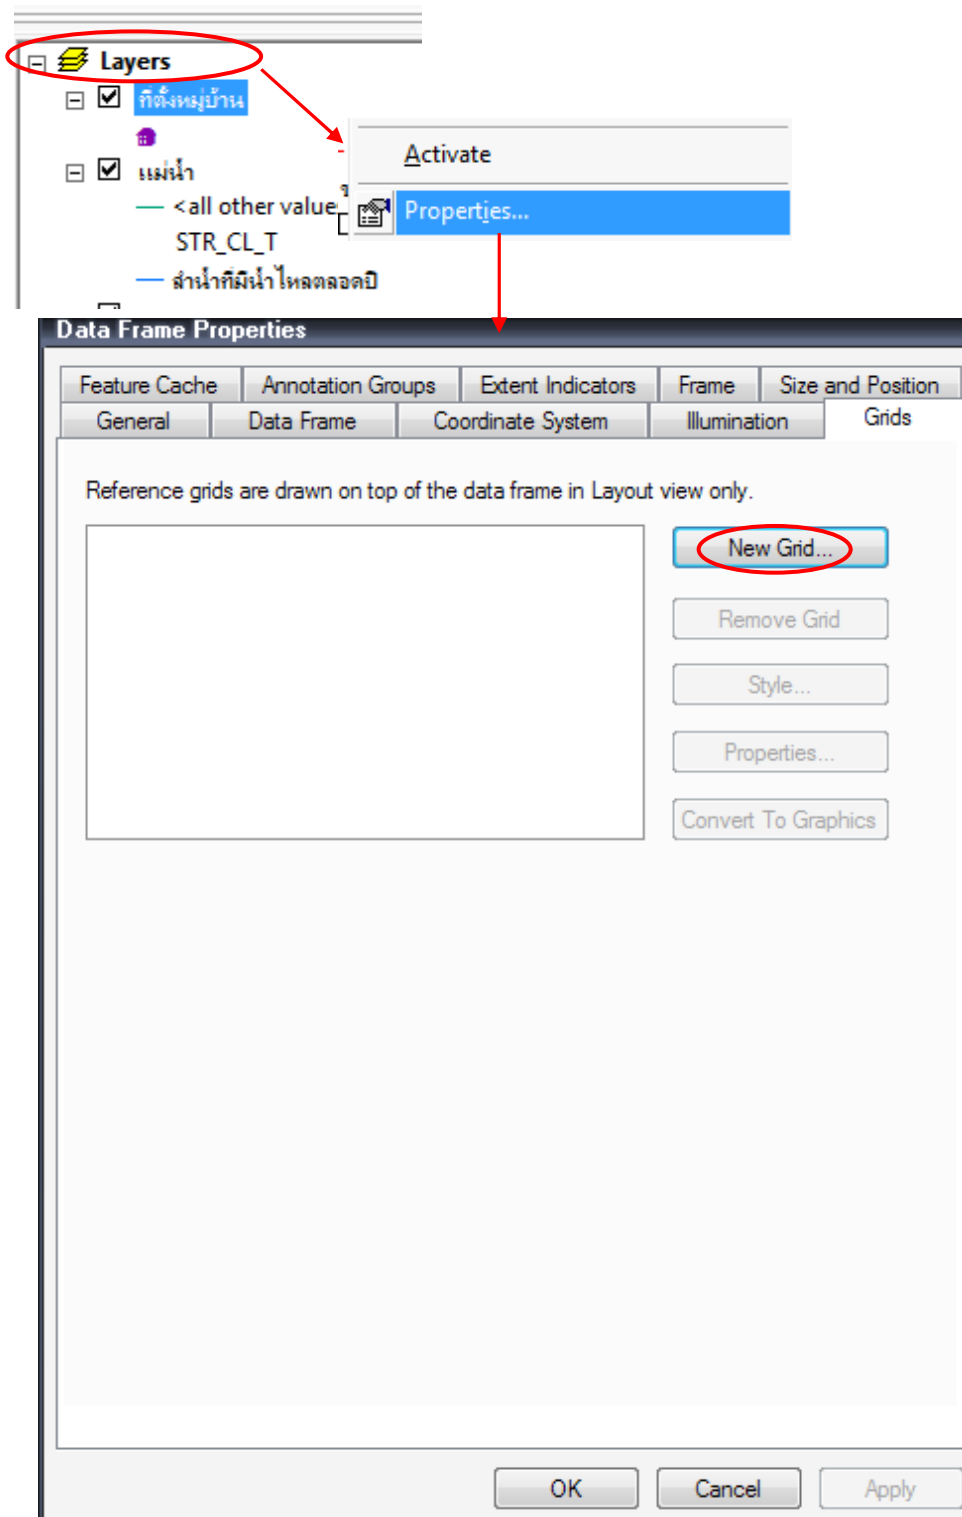 Layers
ที่ตั้งหมู่บ้าน
แม่น้ำ
<all other value
STR_CL_T
ลำน้ำที่มีน้ำไหลตลอดปี
Activate
Properties...
Data Frame Properties
Feature Cache Annotation Groups Extent Indicators Frame Size and Position
General Data Frame Coordinate System Illumination Grids
Reference grids are drawn on top of the data frame in Layout view only.
New Grid...
Remove Grid
Style...
Properties...
Convert To Graphics
OK Cancel Apply